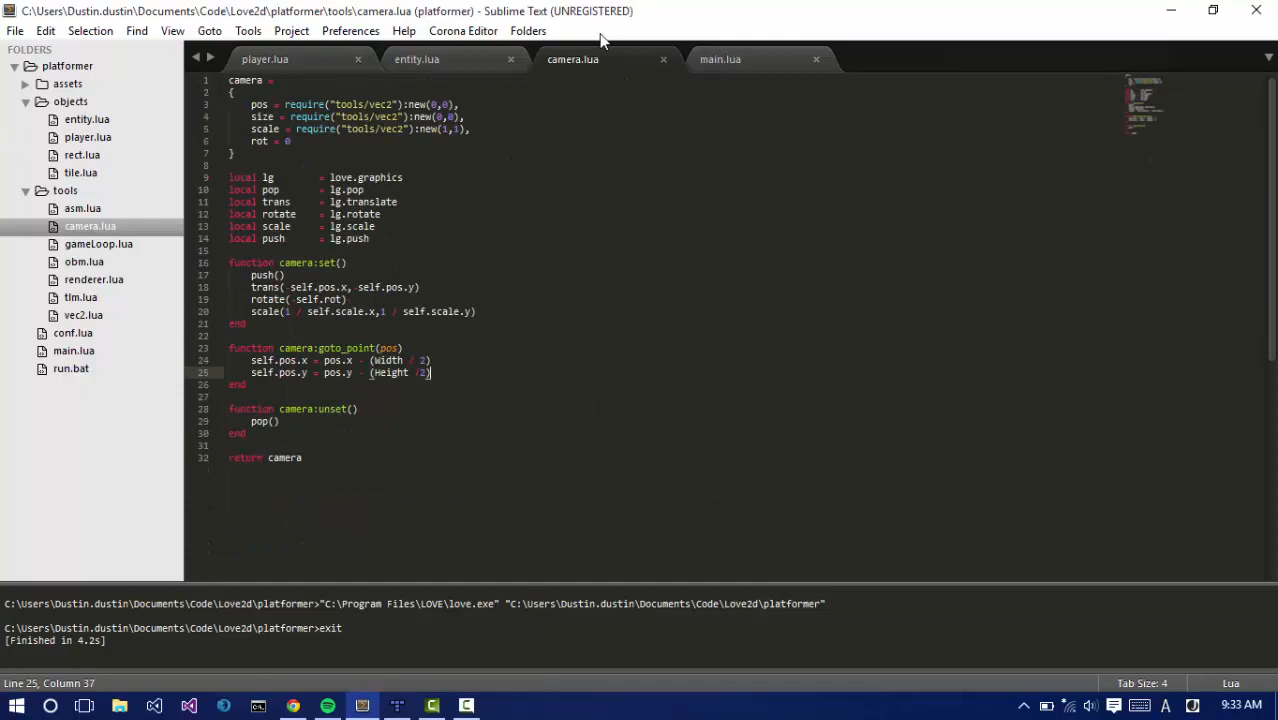 C:\Users\Dustin.dustin\Documents\Code\Love2d\platformer\tools\camera.lua (platformer) - Sublime Text (UNREGISTERED)
File Edit Selection Find View Goto Tools Project Preferences Help Corona Editor Folders
FOLDERS
platformer
assets
objects
entity.lua
player.lua
rect.lua
tile.lua
tools
asm.lua
camera.lua
gameLoop.lua
obm.lua
renderer.lua
tlm.lua
vec2.lua
conf.lua
main.lua
run.bat
player.lua entity.lua camera.lua main.lua
1 camera =
2 {
3 pos = require("tools/vec2"):new(0,0),
4 size = require("tools/vec2"):new(0,0),
5 scale = require("tools/vec2"):new(1,1),
6 rot = 0
7 }
8
9 local lg = love.graphics
10 local pop = lg.pop
11 local trans = lg.translate
12 local rotate = lg.rotate
13 local scale = lg.scale
14 local push = lg.push
15
16 function camera:set()
17 push()
18 trans(-self.pos.x,-self.pos.y)
19 rotate(-self.rot)
20 scale(1 / self.scale.x,1 / self.scale.y)
21 end
22
23 function camera:goto_point(pos)
24 self.pos.x = pos.x - (Width / 2)
25 self.pos.y = pos.y - (Height /2)
26 end
27
28 function camera:unset()
29 pop()
30 end
31
32 return camera
C:\Users\Dustin.dustin\Documents\Code\Love2d\platformer>"C:\Program Files\LOVE\love.exe" "C:\Users\Dustin.dustin\Documents\Code\Love2d\platformer"
C:\Users\Dustin.dustin\Documents\Code\Love2d\platformer>exit
[Finished in 4.2s]
Line 25, Column 37 Tab Size: 4 Lua
A 9:33 AM